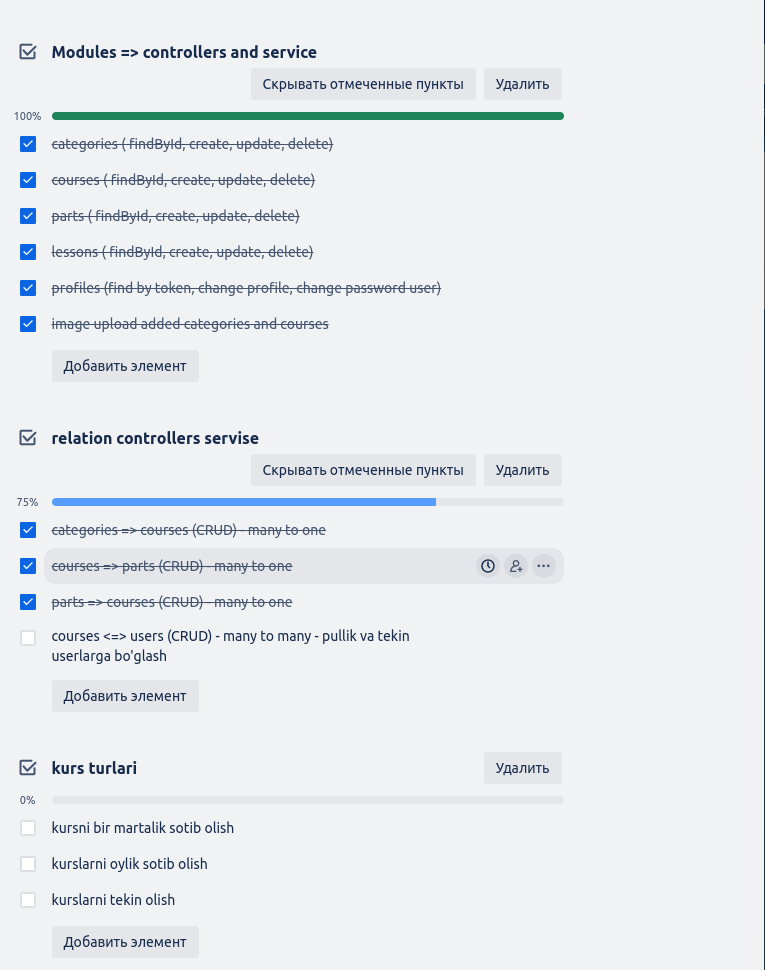 Modules => controllers and service
Скрывать отмеченные пункты Удалить
100%
categories ( findById, create, update, delete)
courses ( findById, create, update, delete)
parts ( findById, create, update, delete)
lessons ( findById, create, update, delete)
profiles (find by token, change profile, change password user)
image upload added categories and courses
Добавить элемент
relation controllers servise
Скрывать отмеченные пункты Удалить
75%
categories => courses (CRUD) - many to one
courses => parts (CRUD) - many to one
parts => courses (CRUD) - many to one
courses <=> users (CRUD) - many to many - pullik va tekin
userlarga bo'glash
Добавить элемент
kurs turlari Удалить
0%
kursni bir martalik sotib olish
kurslarni oylik sotib olish
kurslarni tekin olish
Добавить элемент